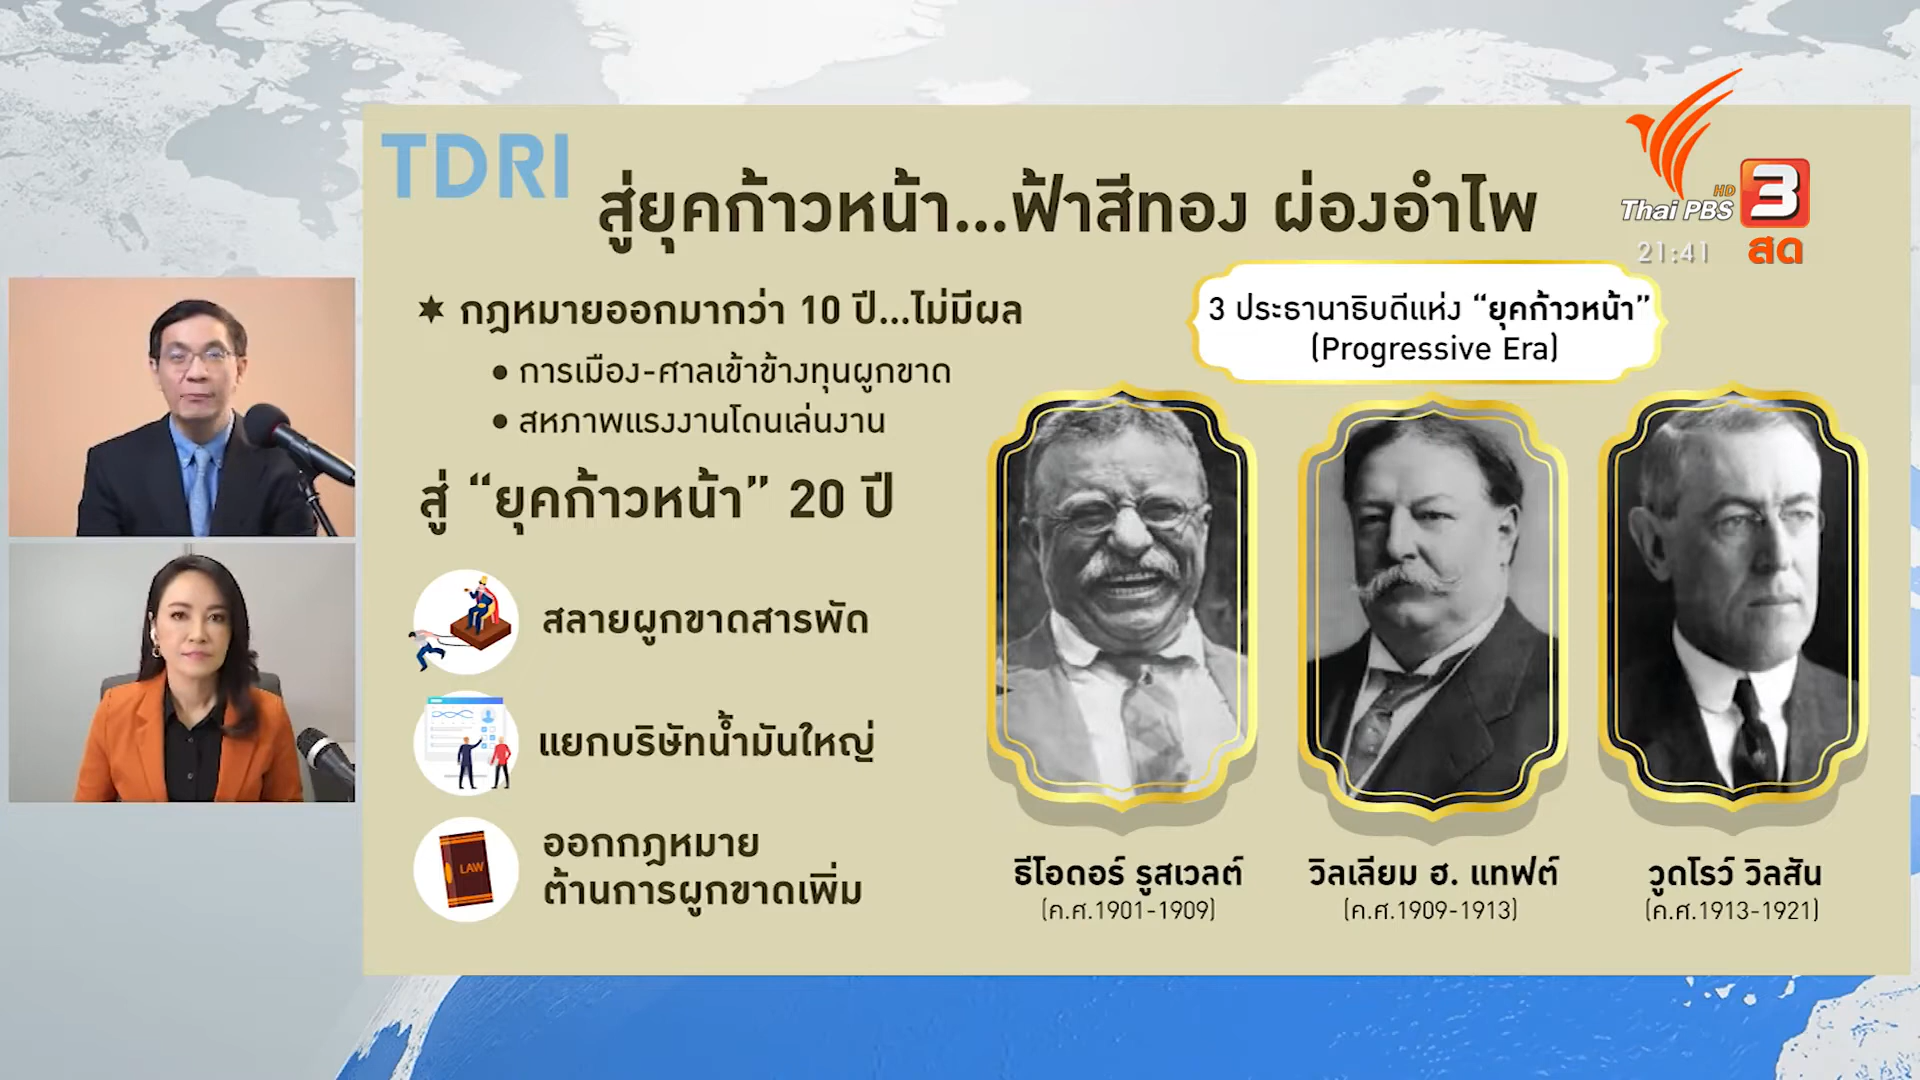 TDRI
สู่ยุคก้าวหน้า...ฟ้าสีทอง ผ่องอำไพ
Thai PBS HD 3
21:41 สด
✶ กฎหมายออกมากว่า 10 ปี...ไม่มีผล
• การเมือง-ศาลเข้าข้างทุนผูกขาด
• สหภาพแรงงานโดนเล่นงาน
สู่ “ยุคก้าวหน้า” 20 ปี
สลายผูกขาดสารพัด
แยกบริษัทน้ำมันใหญ่
LAW
ออกกฎหมาย
ต้านการผูกขาดเพิ่ม
3 ประธานาธิบดีแห่ง “ยุคก้าวหน้า”
(Progressive Era)
ธีโอดอร์ รูสเวลต์
(ค.ศ.1901-1909)
วิลเลียม ฮ. แทฟต์
(ค.ศ.1909-1913)
วูดโรว์ วิลสัน
(ค.ศ.1913-1921)